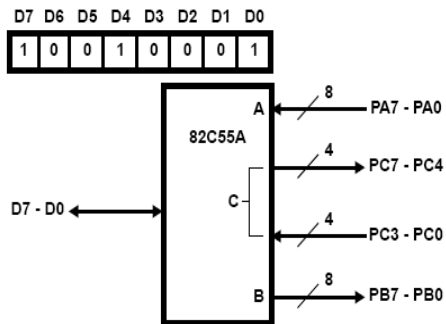 D7 D6 D5 D4 D3 D2 D1 D0
1 0 0 1 0 0 0 1
8
A PA7 - PA0
82C55A
4
PC7 - PC4
C
D7 - D0
4
PC3 - PC0
8
B PB7 - PB0